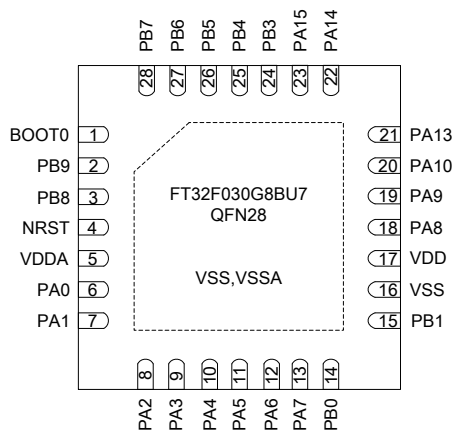 PB7 PB6 PB5 PB4 PB3 PA15 PA14
28 27 26 25 24 23 22
BOOT0 1
PB9 2
PB8 3
NRST 4
VDDA 5
PA0 6
PA1 7
FT32F030G8BU7
QFN28
VSS,VSSA
21 PA13
20 PA10
19 PA9
18 PA8
17 VDD
16 VSS
15 PB1
8 9 10 11 12 13 14
PA2 PA3 PA4 PA5 PA6 PA7 PB0